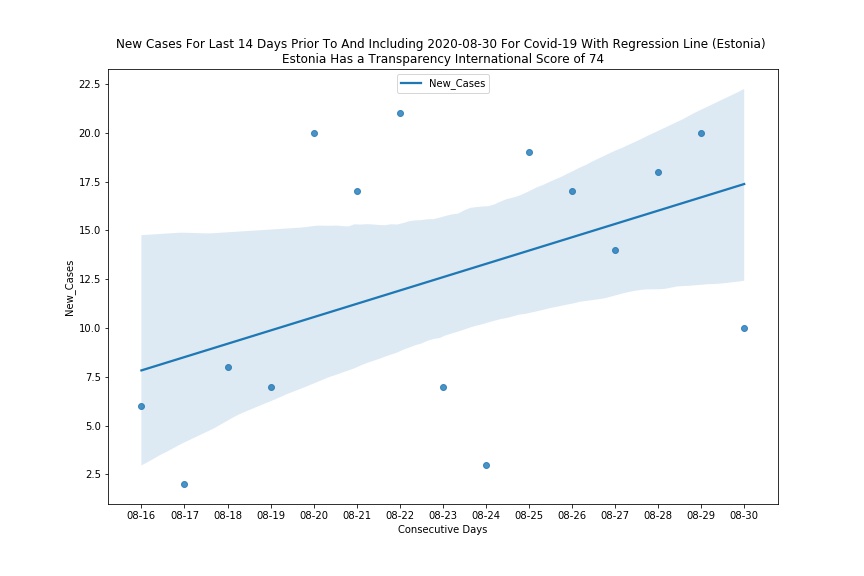 New Cases For Last 14 Days Prior To And Including 2020-08-30 For Covid-19 With Regression Line (Estonia)
Estonia Has a Transparency International Score of 74
New_Cases
22.5
20.0
17.5
15.0
12.5
10.0
7.5
5.0
2.5
New_Cases
08-16 08-17 08-18 08-19 08-20 08-21 08-22 08-23 08-24 08-25 08-26 08-27 08-28 08-29 08-30
Consecutive Days